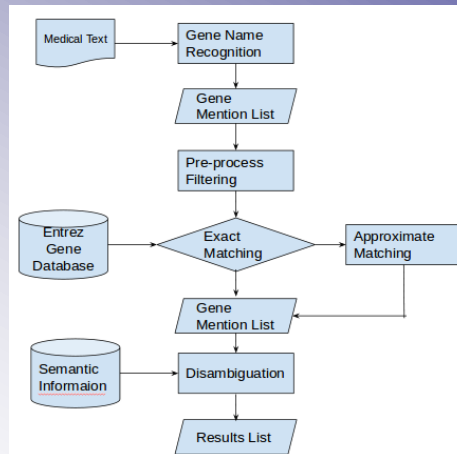 Medical Text
Gene Name
Recognition
Gene
Mention List
Pre-process
Filtering
Entrez
Gene
Database
Exact
Matching
Approximate
Matching
Gene
Mention List
Semantic
Informaion
Disambiguation
Results List